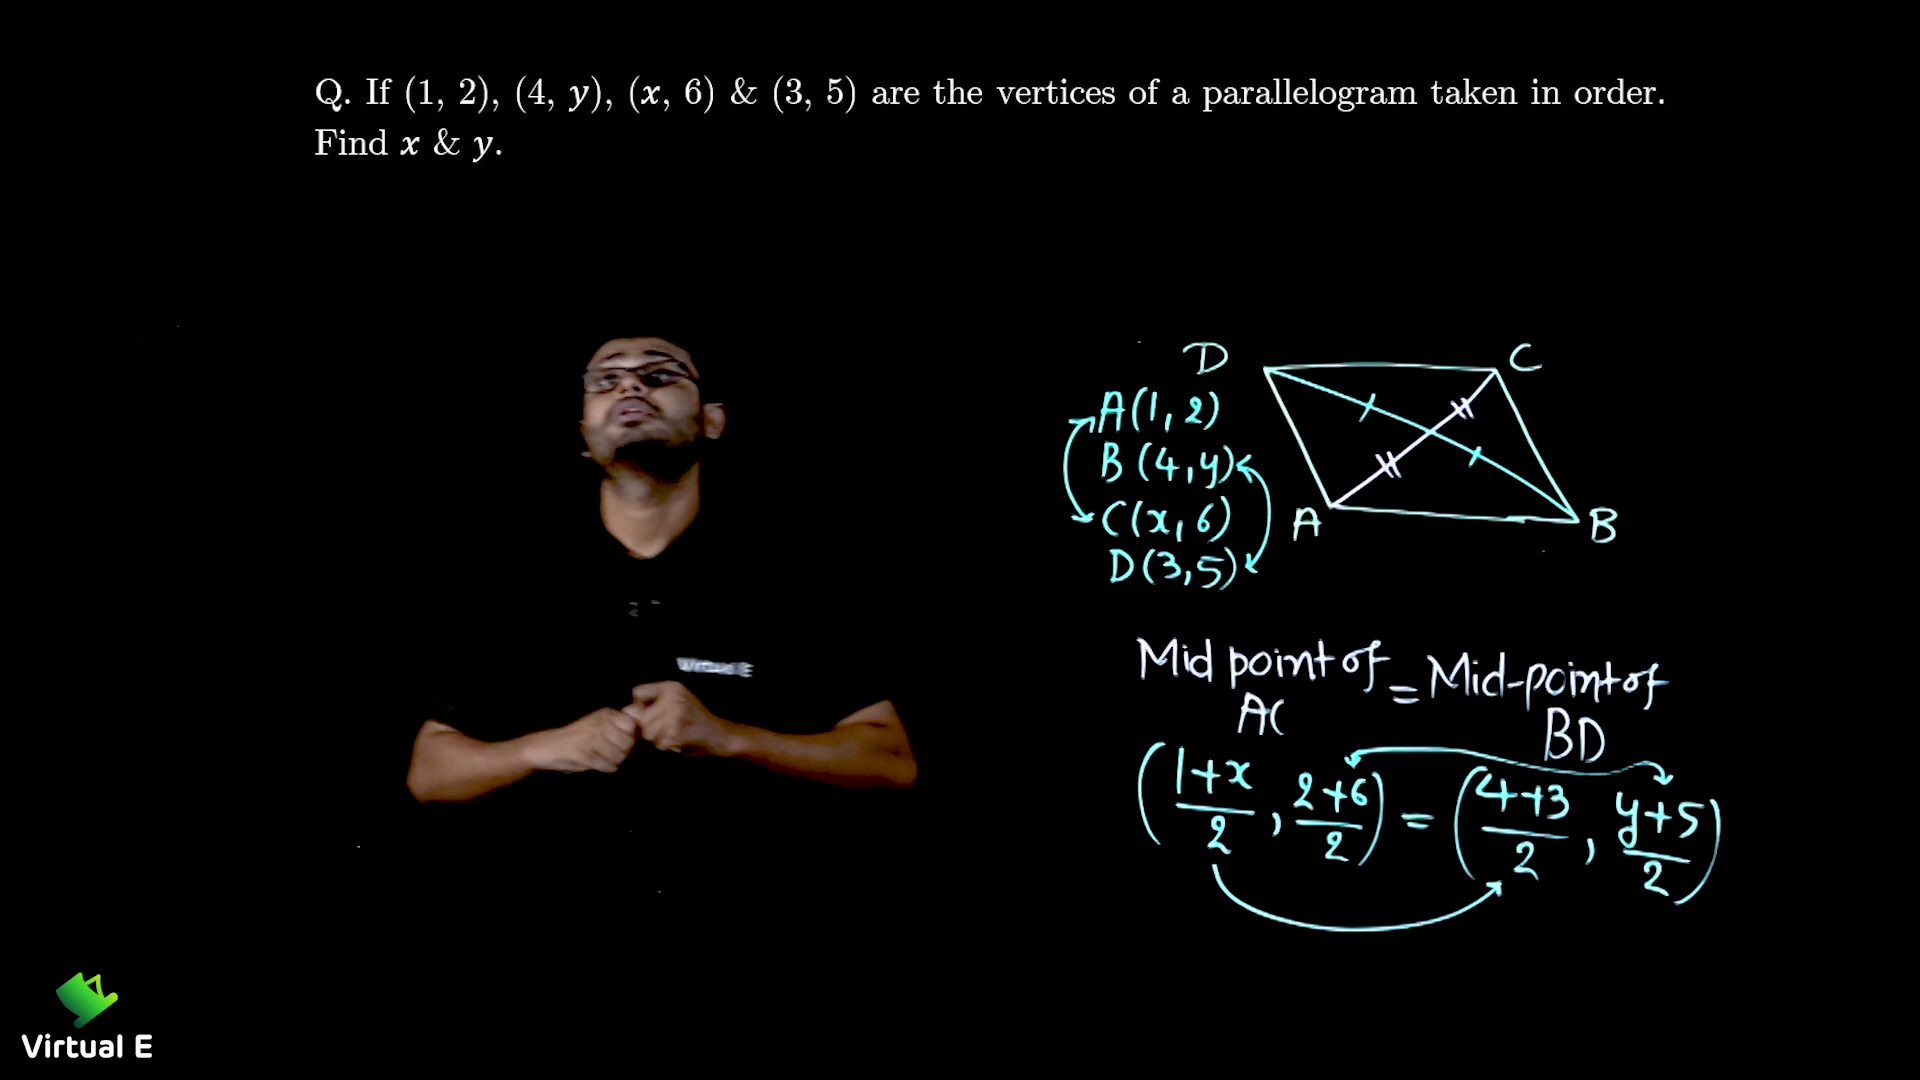 Q. If (1, 2), (4, y), (x, 6) & (3, 5) are the vertices of a parallelogram taken in order.
Find x & y.
D
C
A(1, 2)
B (4, y)
C(x, 6)
D(3, 5)
A
B
Mid point of = Mid-point of
AC
BD
(1+x/2, 2+6/2) = (4+3/2, y+5/2)
Virtual E